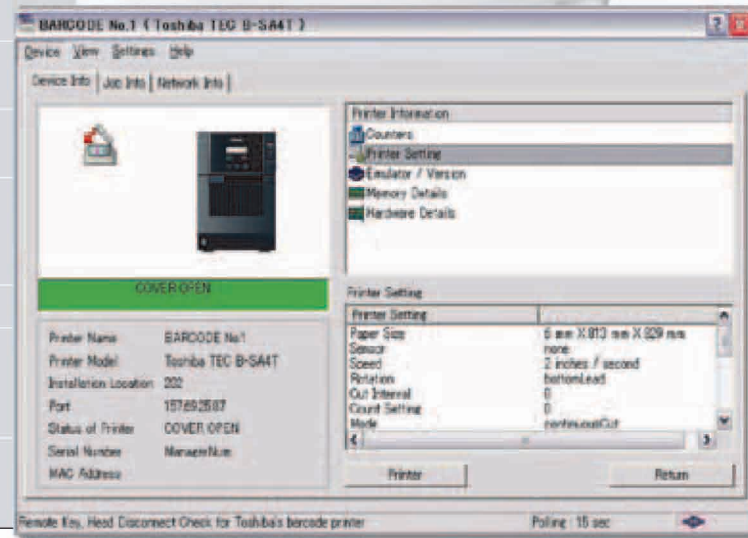 BARCODE No.1 ( Toshiba TEC B-SA4T )
Device View Settings Help
Device Info Job Info Network Info
COVER OPEN
Printer Name BARCODE No.1
Printer Model Toshiba TEC B-SA4T
Installation Location 202
Port
Status of Printer COVER OPEN
Serial Number ManagerNum
MAC Address
Printer Information
Counters
Printer Setting
Emulator / Version
Memory Details
Hardware Details
Printer Setting
Printer Setting
Paper Size 6 mm X 813 mm X 829 mm
Sensor none
Speed 2 inches / second
Rotation bottomLead
Cut Interval 0
Count Setting 0
Mode continuousCut
Printer Return
Remote Key, Head Disconnect Check for Toshiba's barcode printer Polling : 15 sec